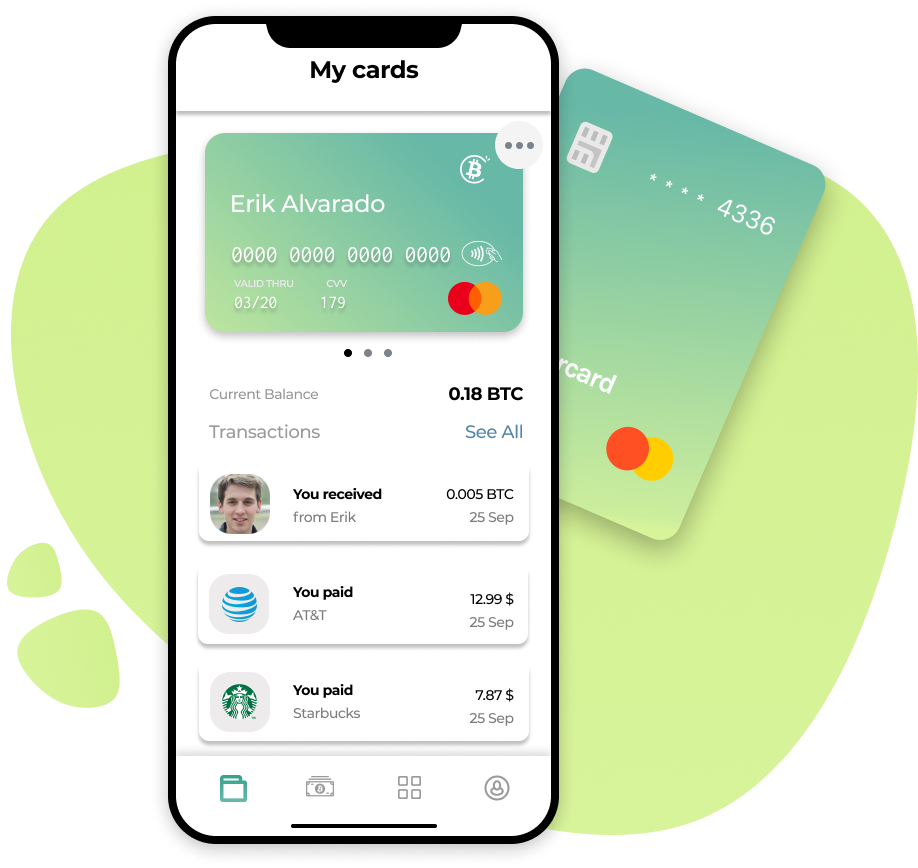 My cards
Erik Alvarado
0000 0000 0000 0000
VALID THRU CVV
03/20 179
* * * * 4336
rcard
Current Balance 0.18 BTC
Transactions See All
You received 0.005 BTC
from Erik 25 Sep
You paid 12.99 $
AT&T 25 Sep
You paid 7.87 $
Starbucks 25 Sep